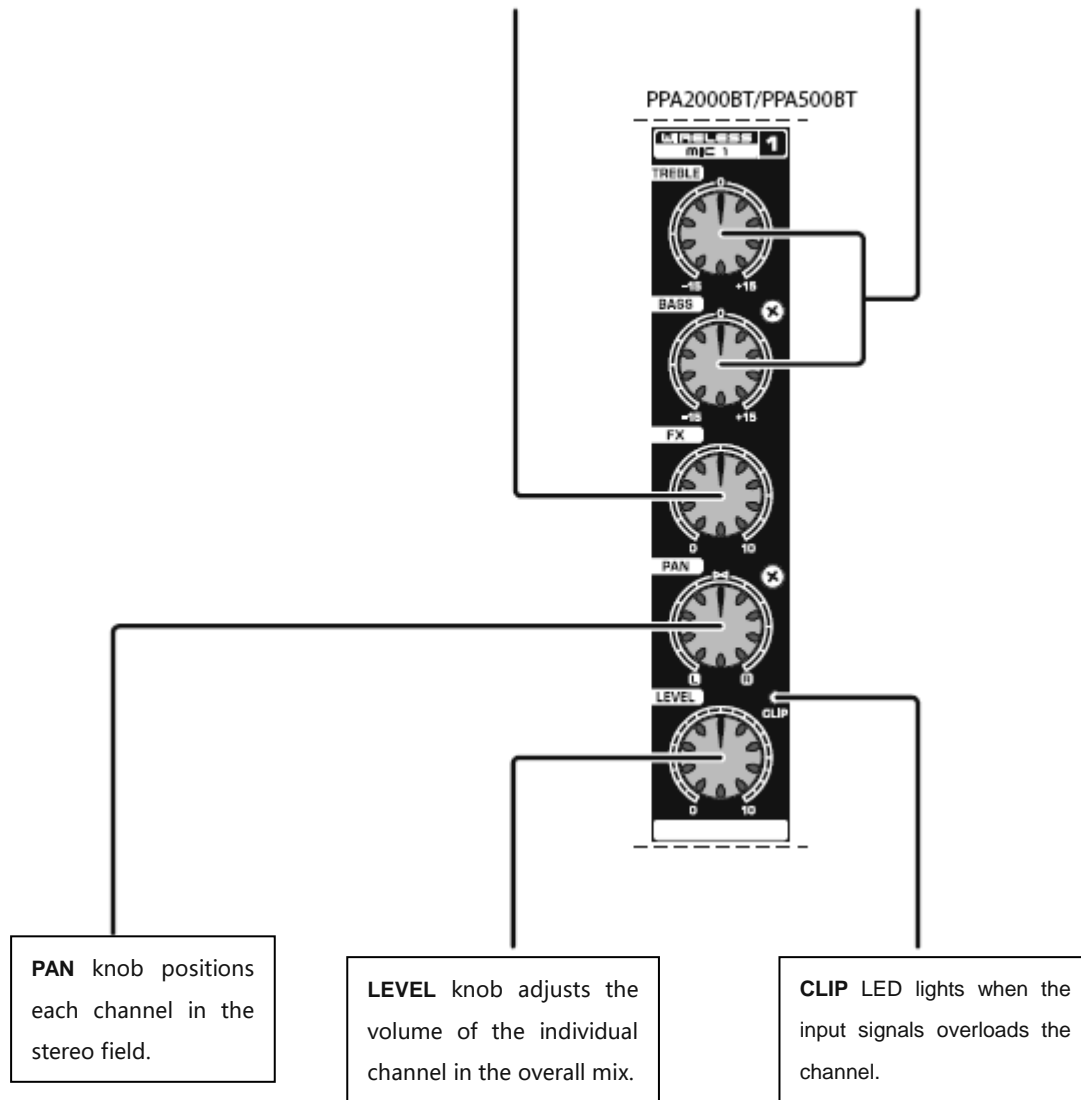 PPA2000BT/PPA500BT
WIRELESS
MIC 1
1
TREBLE
0
-15 +15
BASS
0
-15 +15
FX
0 10
PAN
L R
LEVEL
CLIP
0 10
PAN knob positions
each channel in the
stereo field.
LEVEL knob adjusts the
volume of the individual
channel in the overall mix.
CLIP LED lights when the
input signals overloads the
channel.